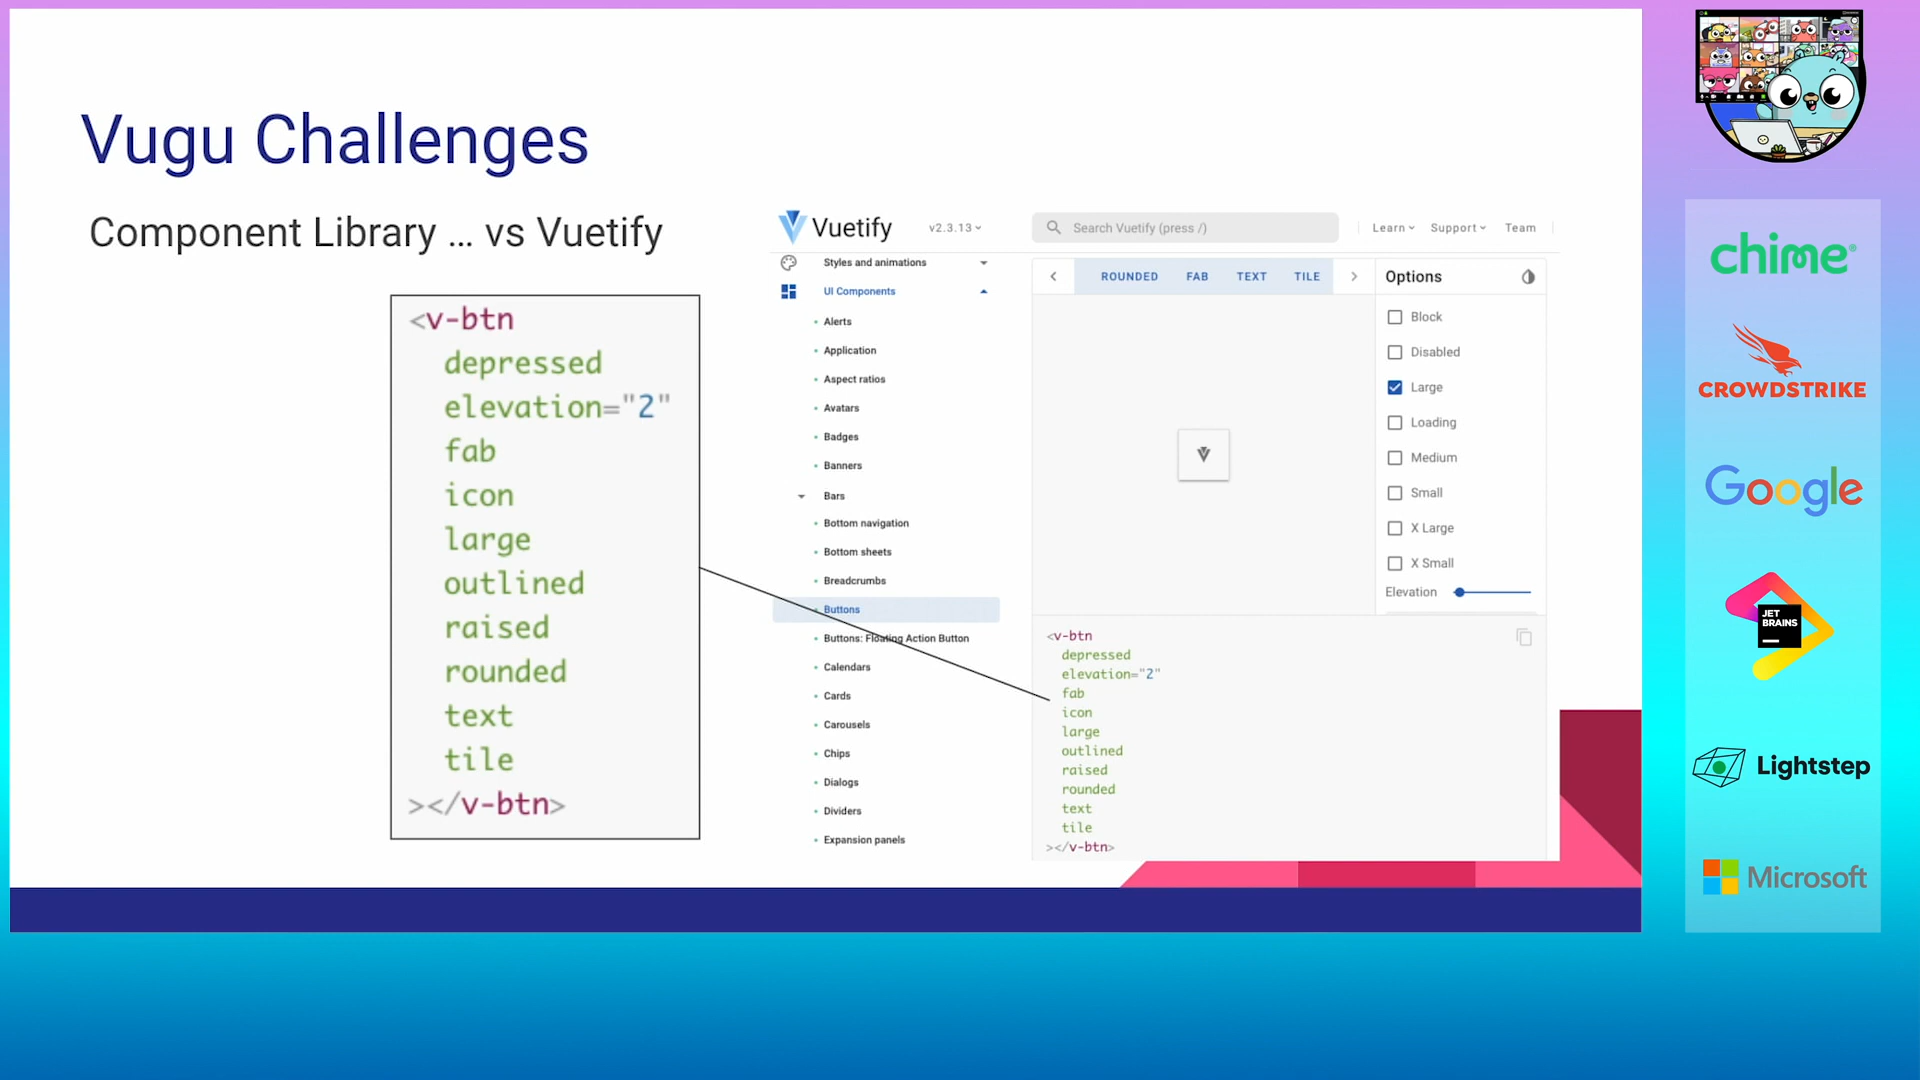 Vugu Challenges
Component Library ... vs Vuetify
<v-btn
depressed
elevation="2"
fab
icon
large
outlined
raised
rounded
text
tile
></v-btn>
Vuetify
v2.3.13
Search Vuetify (press /)
Learn
Support
Team
Styles and animations
UI Components
Alerts
Application
Aspect ratios
Avatars
Badges
Banners
Bars
Bottom navigation
Bottom sheets
Breadcrumbs
Buttons
Buttons: Floating Action Button
Calendars
Cards
Carousels
Chips
Dialogs
Dividers
Expansion panels
ROUNDED FAB TEXT TILE
Options
Block
Disabled
Large
Loading
Medium
Small
X Large
X Small
Elevation
<v-btn
depressed
elevation="2"
fab
icon
large
outlined
raised
rounded
text
tile
></v-btn>
chime®
CROWDSTRIKE
Google
JET
BRAINS
Lightstep
Microsoft